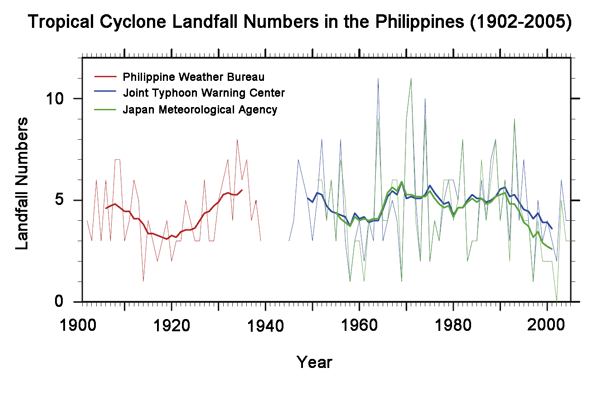 Tropical Cyclone Landfall Numbers in the Philippines (1902-2005)
Philippine Weather Bureau
Joint Typhoon Warning Center
Japan Meteorological Agency
10
5
0
Landfall Numbers
1900 1920 1940 1960 1980 2000
Year